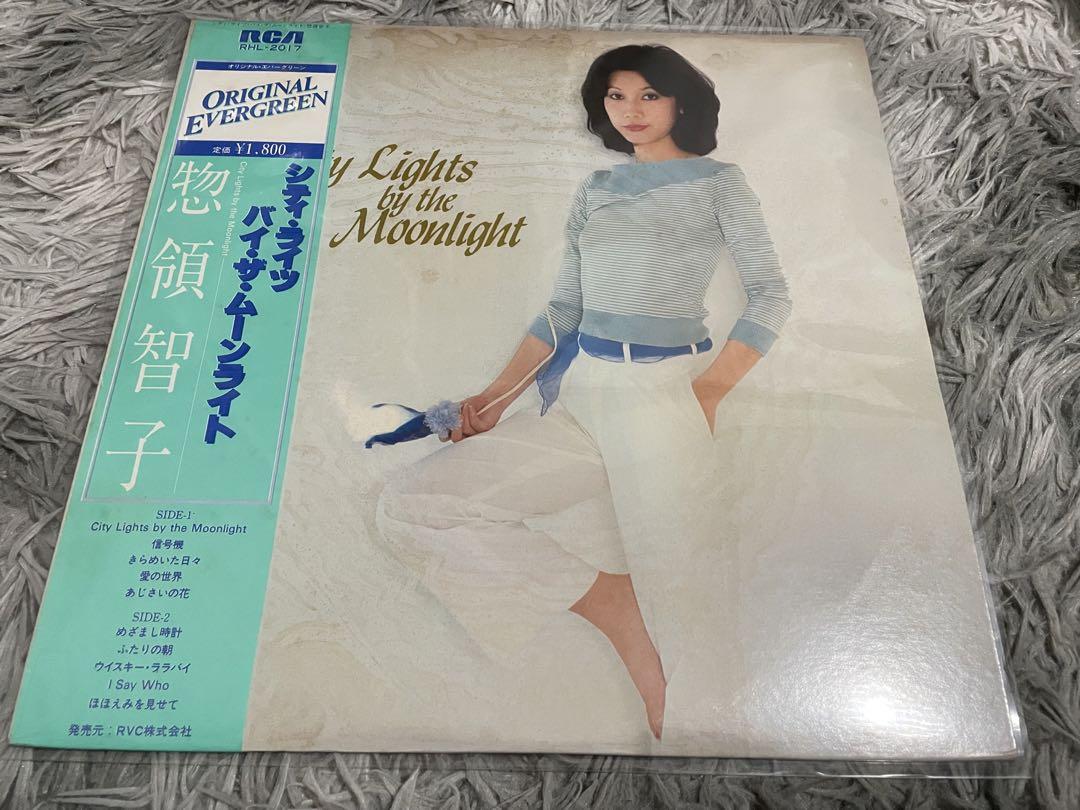 RCA
RHL-2017
オリジナル・エバーグリーン
ORIGINAL
EVERGREEN
定価 ¥1,800
シティ・ライツ
バイ・ザ・ムーンライト
City Lights by the Moonlight
惣領智子
SIDE-1
City Lights by the Moonlight
信号機
きらめいた日々
愛の世界
あじさいの花
SIDE-2
めざまし時計
ふたりの朝
ウイスキー・ララバイ
I Say Who
ほほえみを見せて
発売元:RVC株式会社
y Lights
by the
Moonlight